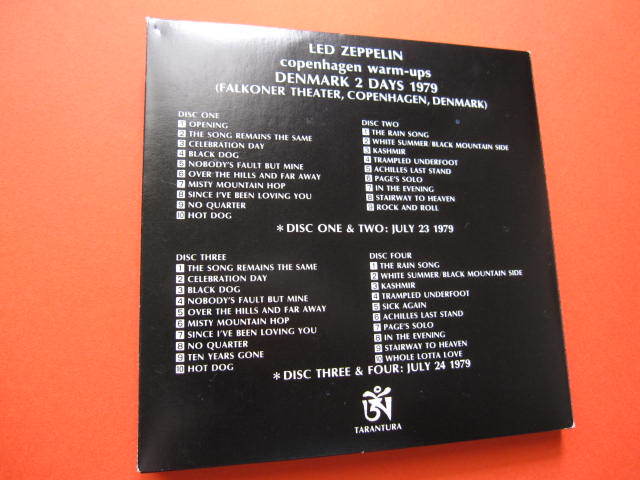 LED ZEPPELIN
copenhagen warm-ups
DENMARK 2 DAYS 1979
(FALKONER THEATER, COPENHAGEN, DENMARK)
DISC ONE
1 OPENING
2 THE SONG REMAINS THE SAME
3 CELEBRATION DAY
4 BLACK DOG
5 NOBODY'S FAULT BUT MINE
6 OVER THE HILLS AND FAR AWAY
7 MISTY MOUNTAIN HOP
8 SINCE I'VE BEEN LOVING YOU
9 NO QUARTER
10 HOT DOG
DISC TWO
1 THE RAIN SONG
2 WHITE SUMMER/BLACK MOUNTAIN SIDE
3 KASHMIR
4 TRAMPLED UNDERFOOT
5 ACHILLES LAST STAND
6 PAGE'S SOLO
7 IN THE EVENING
8 STAIRWAY TO HEAVEN
9 ROCK AND ROLL
*DISC ONE & TWO: JULY 23 1979
DISC THREE
1 THE SONG REMAINS THE SAME
2 CELEBRATION DAY
3 BLACK DOG
4 NOBODY'S FAULT BUT MINE
5 OVER THE HILLS AND FAR AWAY
6 MISTY MOUNTAIN HOP
7 SINCE I'VE BEEN LOVING YOU
8 NO QUARTER
9 TEN YEARS GONE
10 HOT DOG
DISC FOUR
1 THE RAIN SONG
2 WHITE SUMMER/BLACK MOUNTAIN SIDE
3 KASHMIR
4 TRAMPLED UNDERFOOT
5 SICK AGAIN
6 ACHILLES LAST STAND
7 PAGE'S SOLO
8 IN THE EVENING
9 STAIRWAY TO HEAVEN
10 WHOLE LOTTA LOVE
*DISC THREE & FOUR: JULY 24 1979
TARANTURA